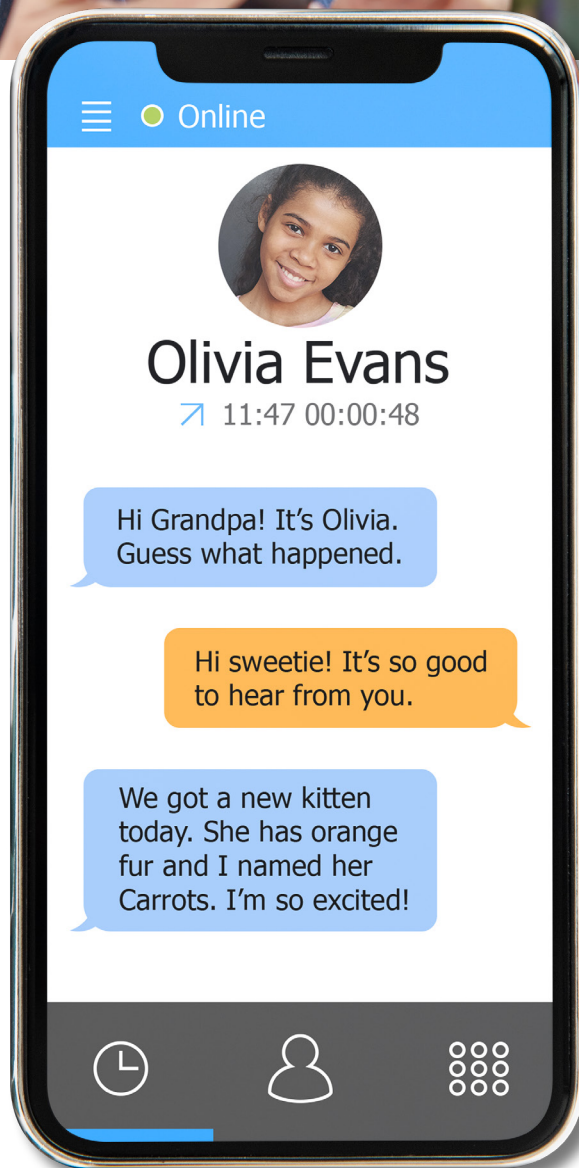 Online
Olivia Evans
11:47 00:00:48
Hi Grandpa! It’s Olivia.
Guess what happened.
Hi sweetie! It’s so good
to hear from you.
We got a new kitten
today. She has orange
fur and I named her
Carrots. I’m so excited!